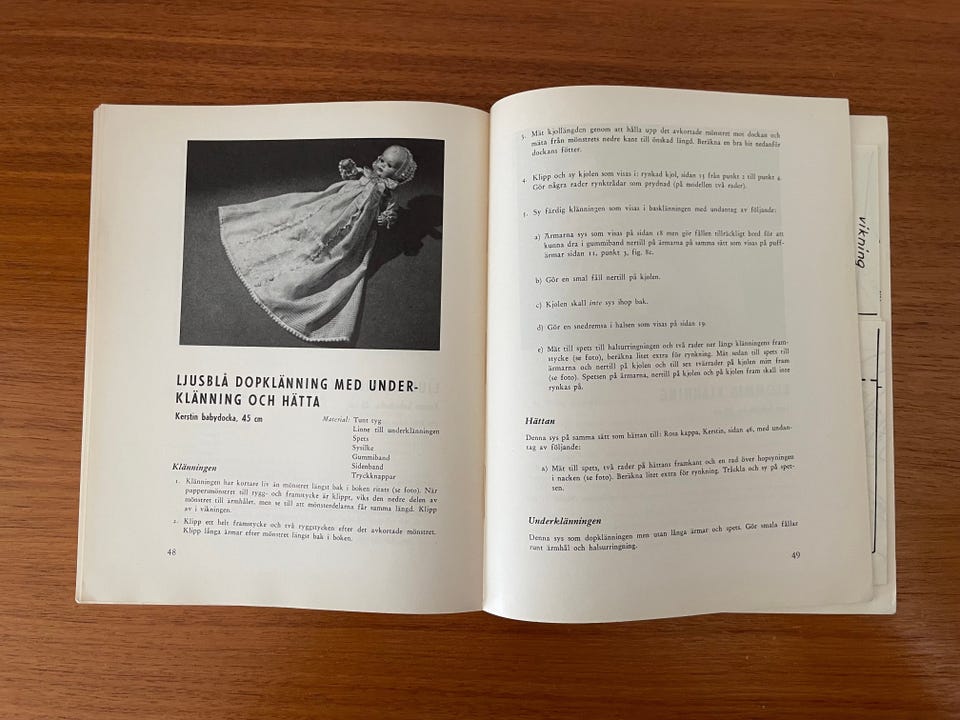 LJUSBLÅ DOPKLÄNNING MED UNDER-
KLÄNNING OCH HÄTTA
Kerstin babydocka, 45 cm
Material: Tunt tyg
Linne till underklänningen
Spets
Sysilke
Gummiband
Sidenband
Tryckknappar
Klänningen
1. Klänningen har kortare liv än mönstret längst bak i boken ritats (se foto). När
pappersmönstret till rygg- och framstycke är klippt, viks den nedre delen av
mönstret till ärmhålet, men se till att mönsterdelarna får samma längd. Klipp
av i vikningen.
2. Klipp ett helt framstycke och två ryggstycken efter det avkortade mönstret.
Klipp långa ärmar efter mönstret längst bak i boken.
48
3. Mät kjollängden genom att hålla upp det avkortade mönstret mot dockan och
mäta från mönstrets nedre kant till önskad längd. Beräkna en bra bit nedanför
dockans fötter.
4. Klipp och sy kjolen som visas i: rynkad kjol, sidan 13 från punkt 2 till punkt 4.
Gör några rader rynktrådar som prydnad (på modellen två rader).
5. Sy färdig klänningen som visas i basklänningen med undantag av följande:
a) Ärmarna sys som visas på sidan 18 men gör fållen tillräckligt bred för att
kunna dra i gummiband nertill på ärmarna på samma sätt som visas på puff-
ärmar sidan 11, punkt 3, fig. 8c.
b) Gör en smal fåll nertill på kjolen.
c) Kjolen skall inte sys ihop bak.
d) Gör en snedremsa i halsen som visas på sidan 19.
e) Mät till spets till halsurringningen och två rader ner längs klänningens fram-
stycke (se foto), beräkna litet extra för rynkning. Mät sedan till spets till
ärmarna och nertill på kjolen och till sex tvärrader på kjolen mitt fram
(se foto). Spetsen på ärmarna, nertill på kjolen och på kjolen fram skall inte
rynkas på.
Hättan
Denna sys på samma sätt som hättan till: Rosa kappa, Kerstin, sidan 46, med undan-
tag av följande:
a) Mät till spets, två rader på hättans framkant och en rad över hopsyningen
i nacken (se foto). Beräkna litet extra för rynkning. Tråckla och sy på spet-
sen.
Underklänningen
Denna sys som dopklänningen men utan långa ärmar och spets. Gör smala fållar
runt ärmhål och halsurringning.
49
vikning